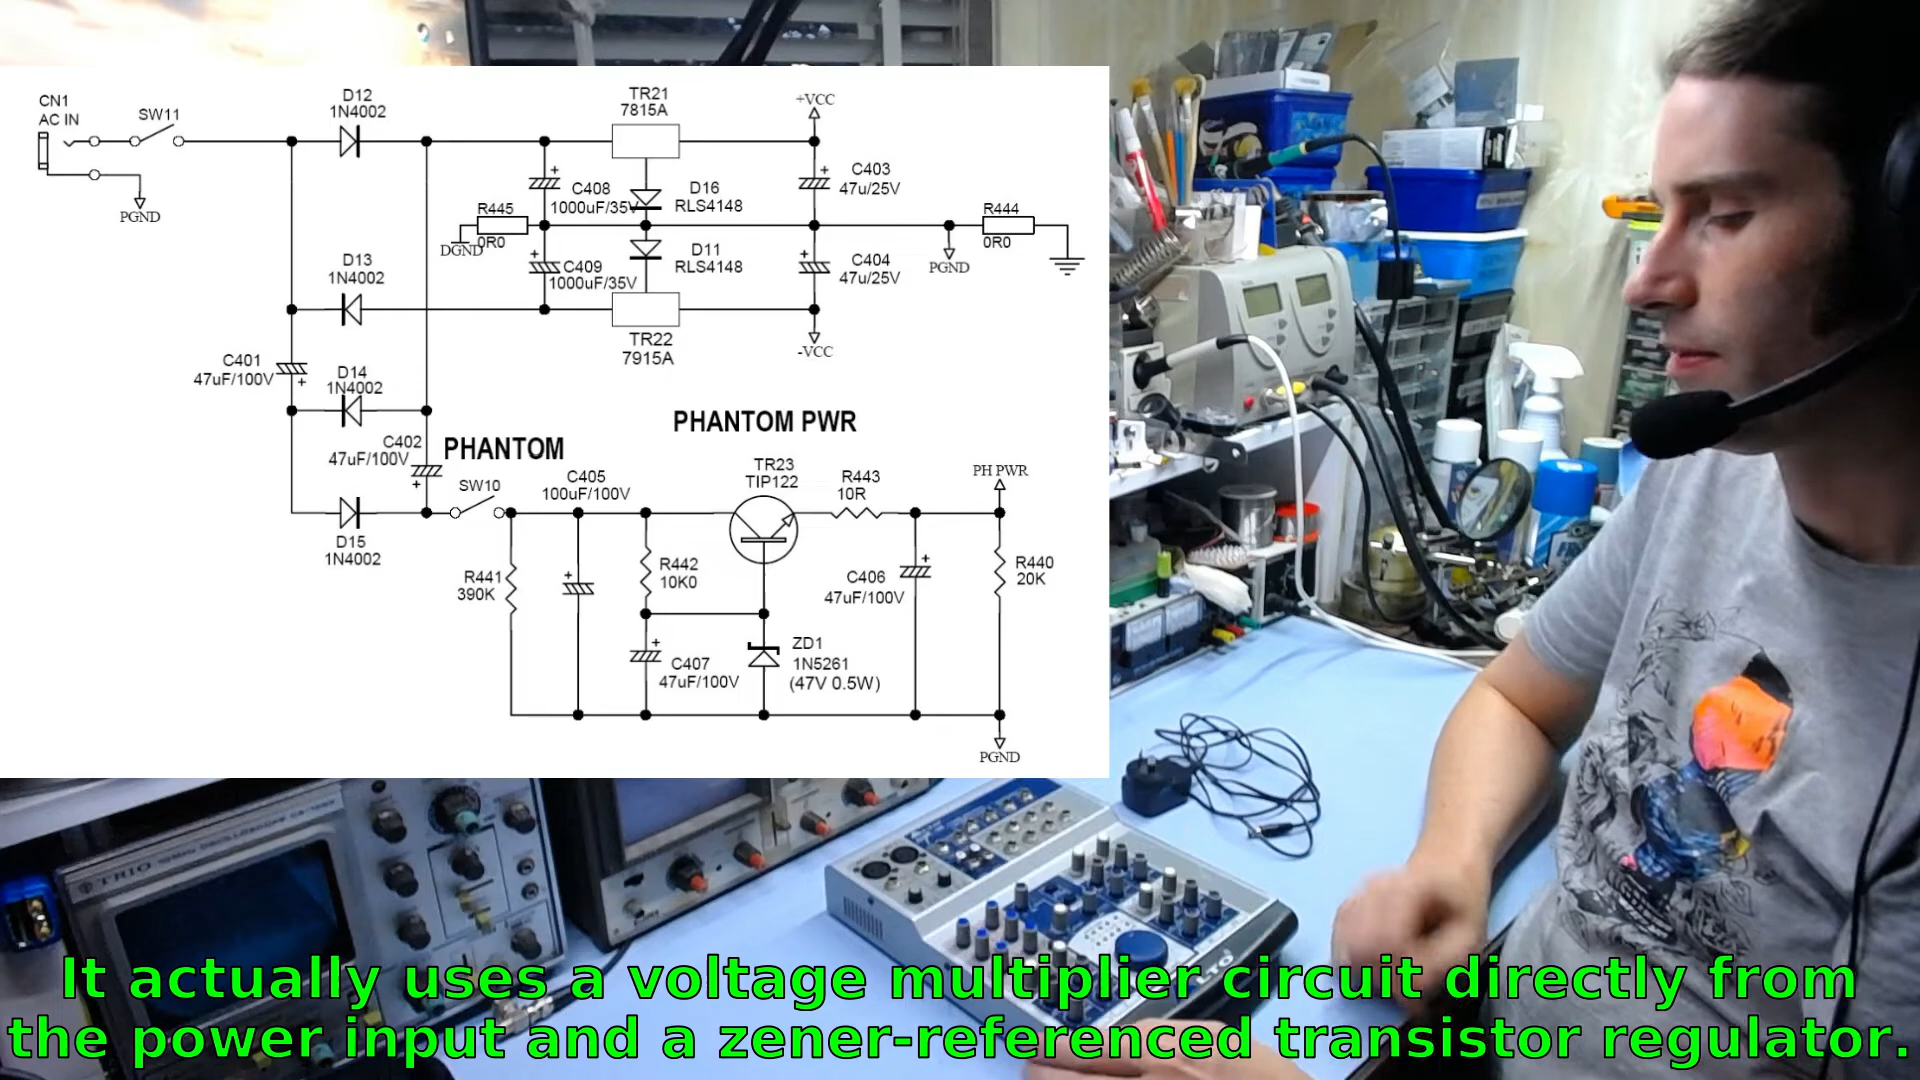 CN1
AC IN
SW11
PGND
D12
1N4002
TR21
7815A
+VCC
C403
47u/25V
C408
1000uF/35V
D16
RLS4148
R445
0R0
DGND
R444
0R0
PGND
D13
1N4002
C409
1000uF/35V
D11
RLS4148
C404
47u/25V
TR22
7915A
-VCC
C401
47uF/100V
D14
1N4002
C402
47uF/100V
PHANTOM
PHANTOM PWR
SW10
C405
100uF/100V
TR23
TIP122
R443
10R
PH PWR
D15
1N4002
R441
390K
R442
10K0
C406
47uF/100V
R440
20K
C407
47uF/100V
ZD1
1N5261
(47V 0.5W)
PGND
TRIO
It actually uses a voltage multiplier circuit directly from
the power input and a zener-referenced transistor regulator.